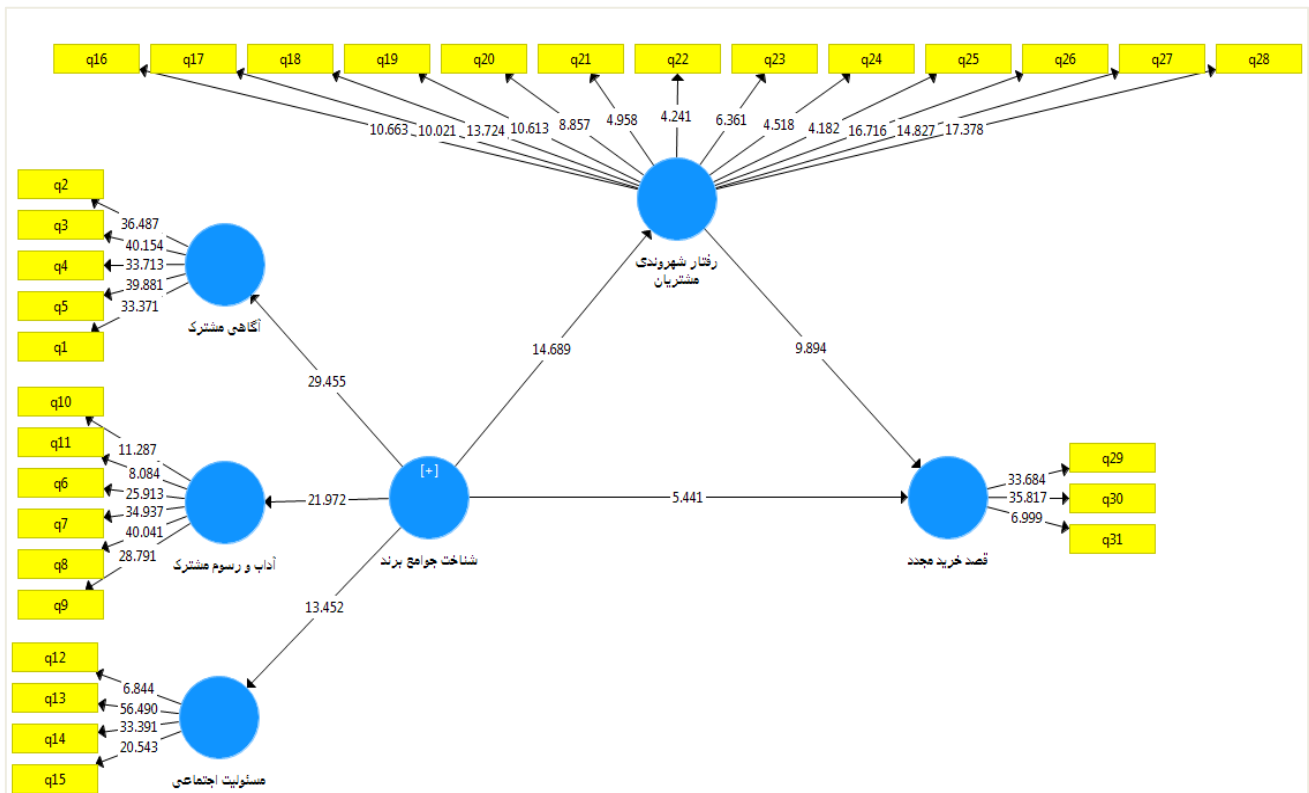 q16 q17 q18 q19 q20 q21 q22 q23 q24 q25 q26 q27 q28
10.663 10.021 13.724 10.613 8.857 4.958 4.241 6.361 4.518 4.182 16.716 14.827 17.378
رفتار شهروندی
مشتریان
q2
q3
q4
q5
q1
36.487
40.154
33.713
39.881
33.371
آگاهی مشترک
29.455
14.689
9.894
q10
q11
q6
q7
q8
q9
11.287
8.084
25.913
34.937
40.041
28.791
آداب و رسوم مشترک
21.972
[+]
شناخت جوامع برند
5.441
قصد خرید مجدد
33.684
35.817
6.999
q29
q30
q31
13.452
q12
q13
q14
q15
6.844
56.490
33.391
20.543
مسئولیت اجتماعی